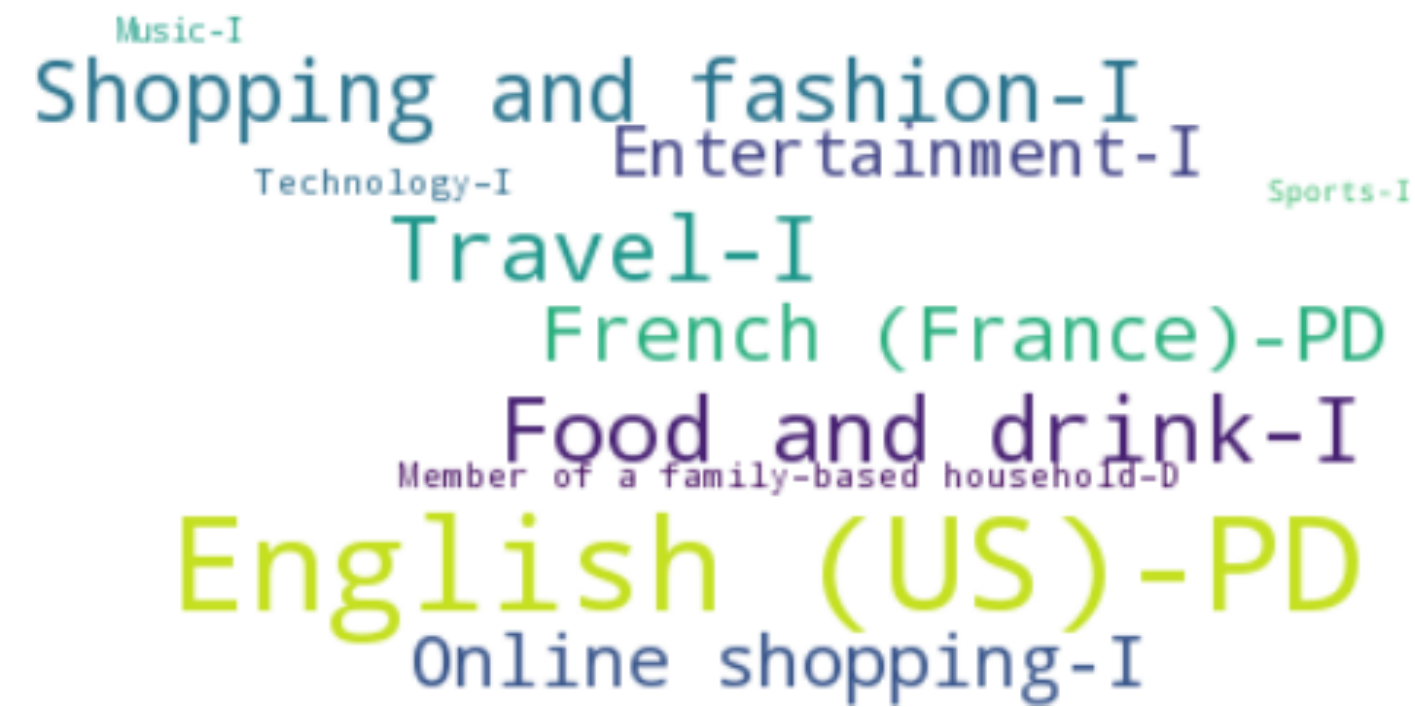 Music-I
Shopping and fashion-I
Entertainment-I
Technology-I
Sports-I
Travel-I
French (France)-PD
Food and drink-I
Member of a family-based household-D
English (US)-PD
Online shopping-I